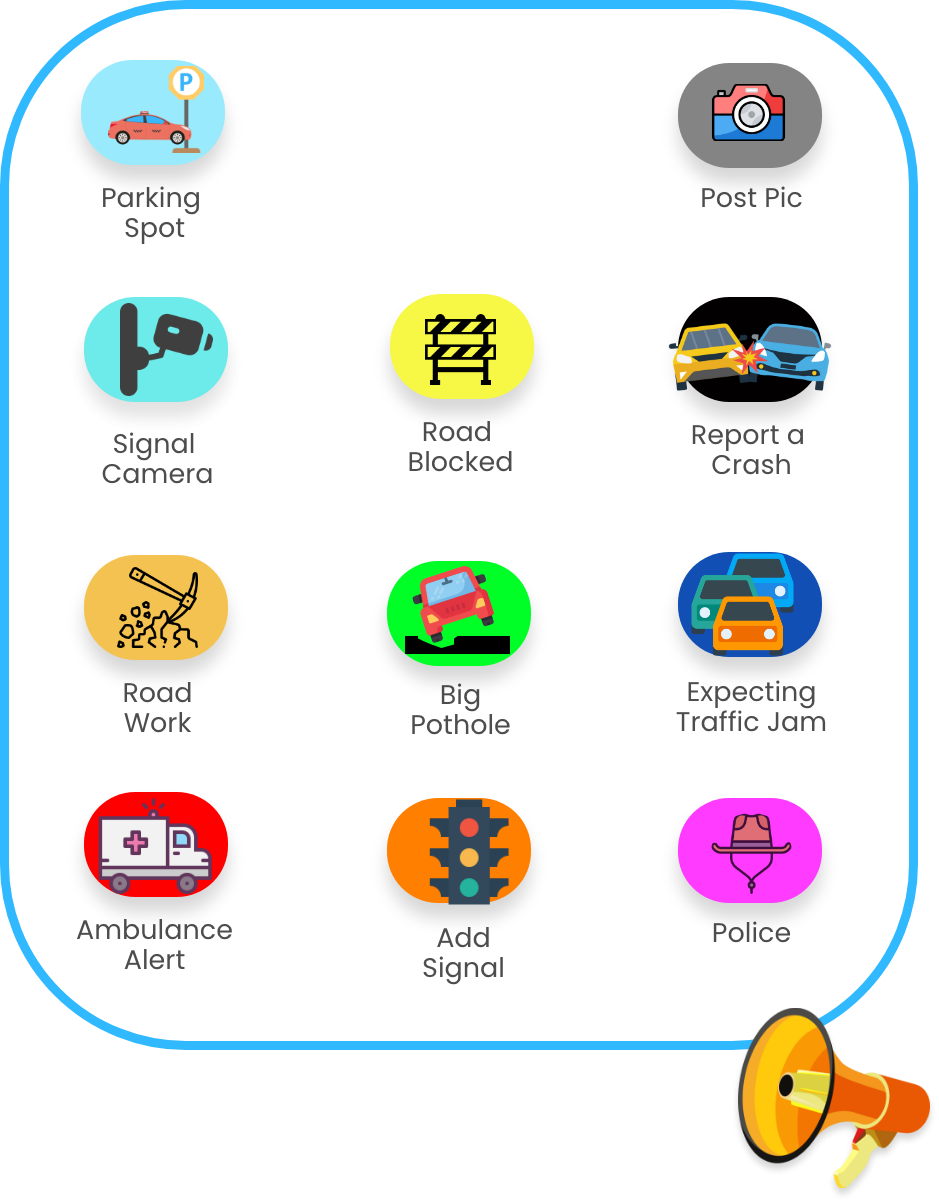 P
Parking
Spot
Post Pic
Signal
Camera
Road
Blocked
Report a
Crash
Road
Work
Big
Pothole
Expecting
Traffic Jam
Ambulance
Alert
Add
Signal
Police